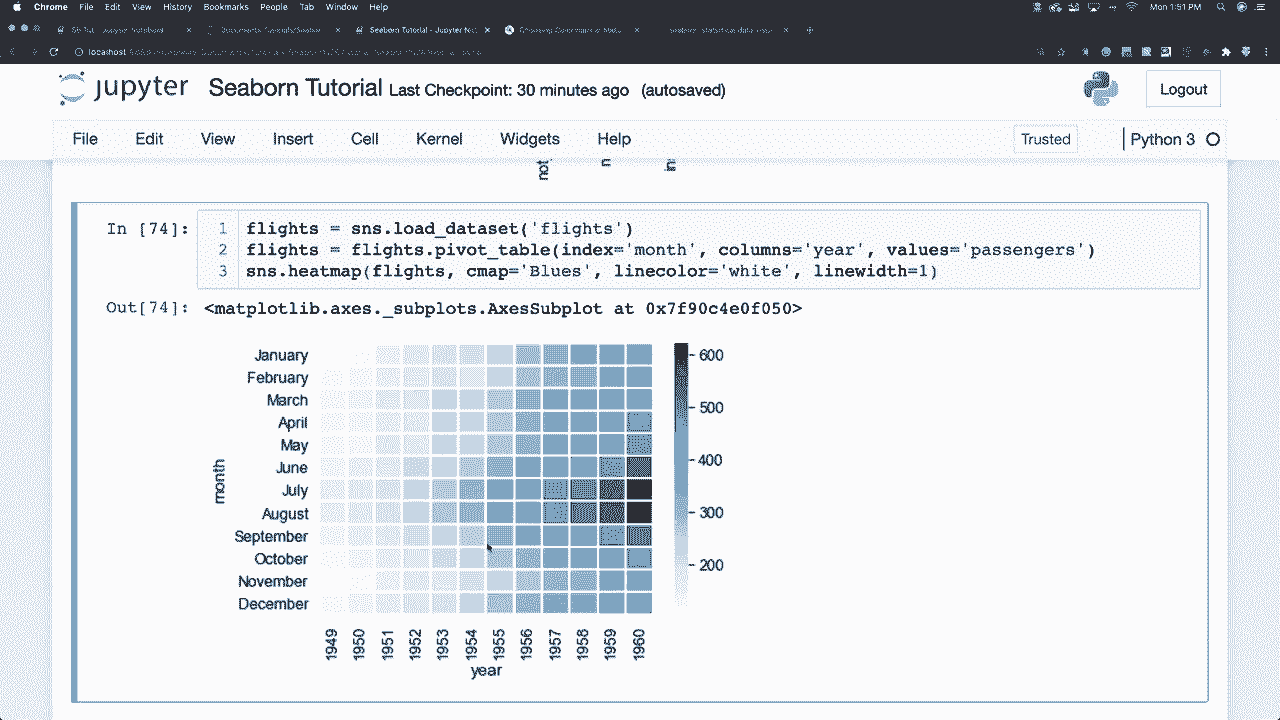 Chrome File Edit View History Bookmarks People Tab Window Help
Mon 1:51 PM
Seaborn Tutorial - Jupyter
localhost
jupyter Seaborn Tutorial Last Checkpoint: 30 minutes ago (autosaved)
Logout
File Edit View Insert Cell Kernel Widgets Help
Trusted Python 3
not
In [74]:
1 flights = sns.load_dataset('flights')
2 flights = flights.pivot_table(index='month', columns='year', values='passengers')
3 sns.heatmap(flights, cmap='Blues', linecolor='white', linewidth=1)
Out[74]: <matplotlib.axes._subplots.AxesSubplot at 0x7f90c4e0f050>
month
January
February
March
April
May
June
July
August
September
October
November
December
1949 1950 1951 1952 1953 1954 1955 1956 1957 1958 1959 1960
year
600
500
400
300
200